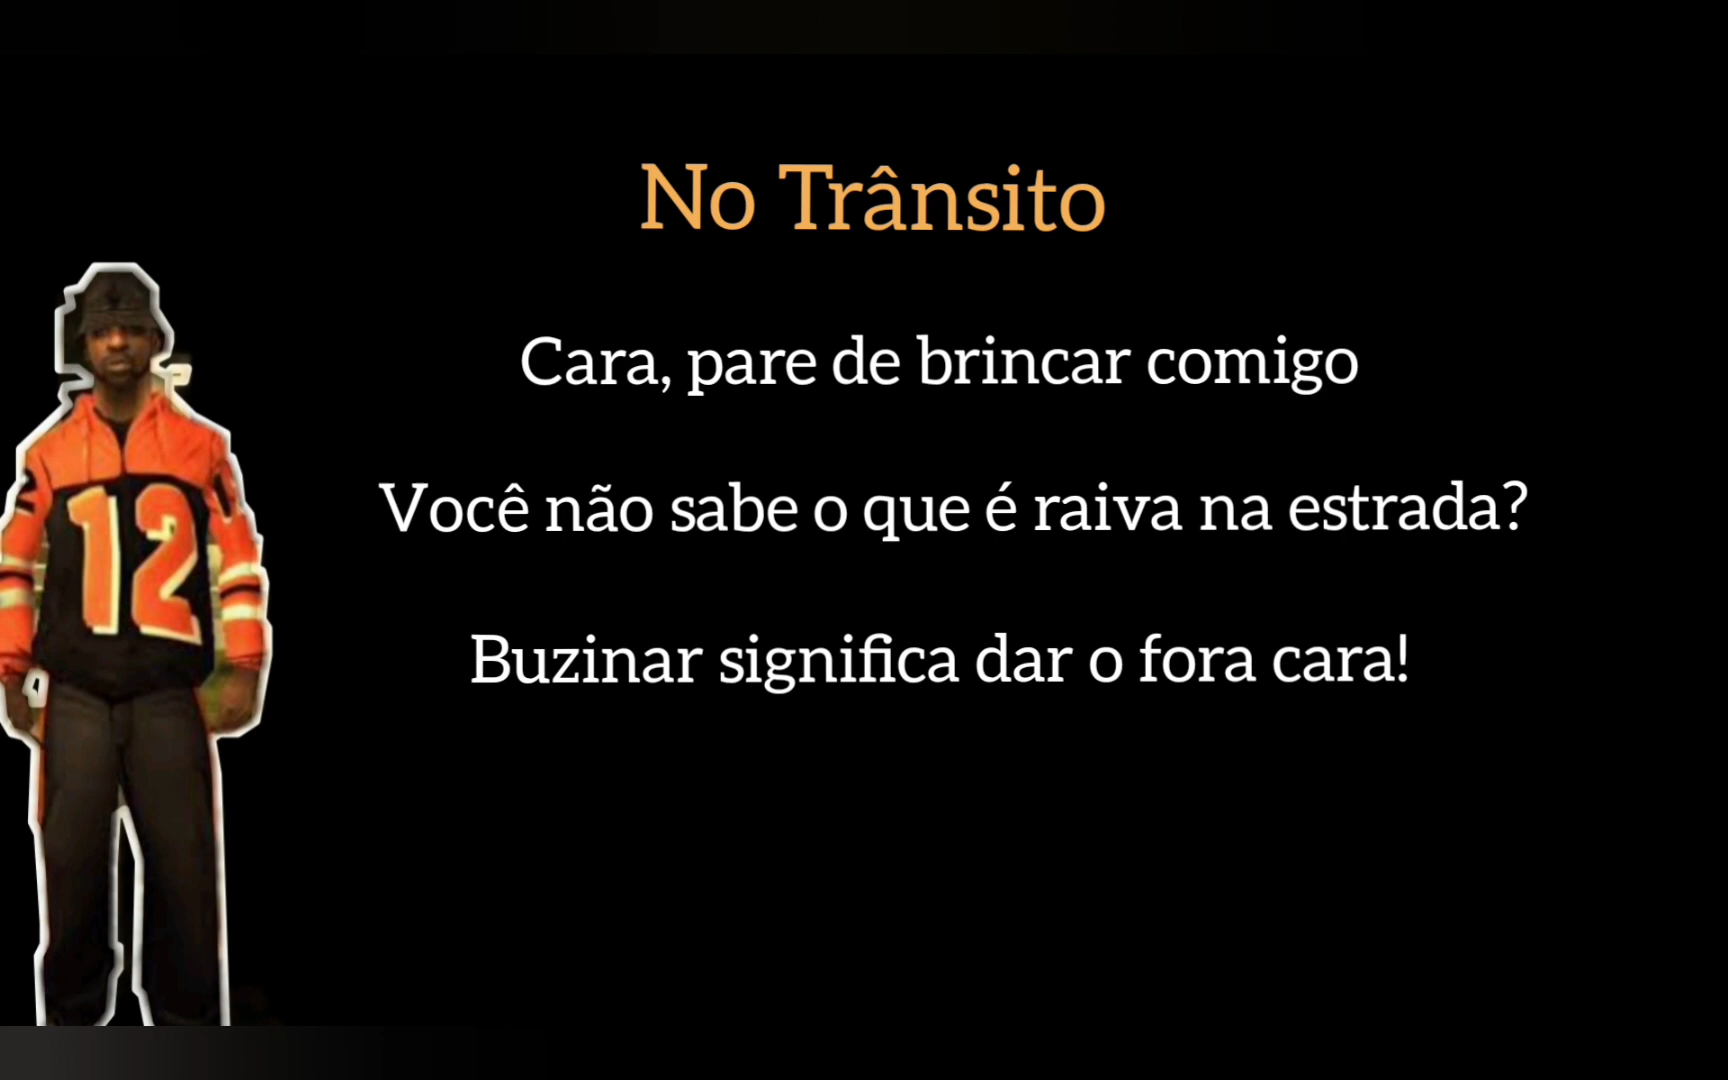 No Trânsito
Cara, pare de brincar comigo
Você não sabe o que é raiva na estrada?
12
Buzinar significa dar o fora cara!